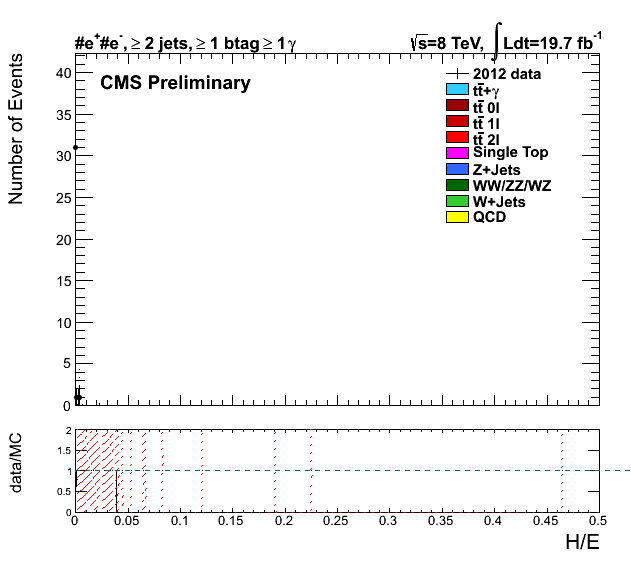 #e+#e-, ≥ 2 jets, ≥ 1 btag ≥ 1 γ
√s=8 TeV, ∫ Ldt=19.7 fb-1
CMS Preliminary
2012 data
tt̄+γ
tt̄ 0l
tt̄ 1l
tt̄ 2l
Single Top
Z+Jets
WW/ZZ/WZ
W+Jets
QCD
Number of Events
40
35
30
25
20
15
10
5
0
data/MC
2
1.5
1
0.5
0
0 0.05 0.1 0.15 0.2 0.25 0.3 0.35 0.4 0.45 0.5
H/E